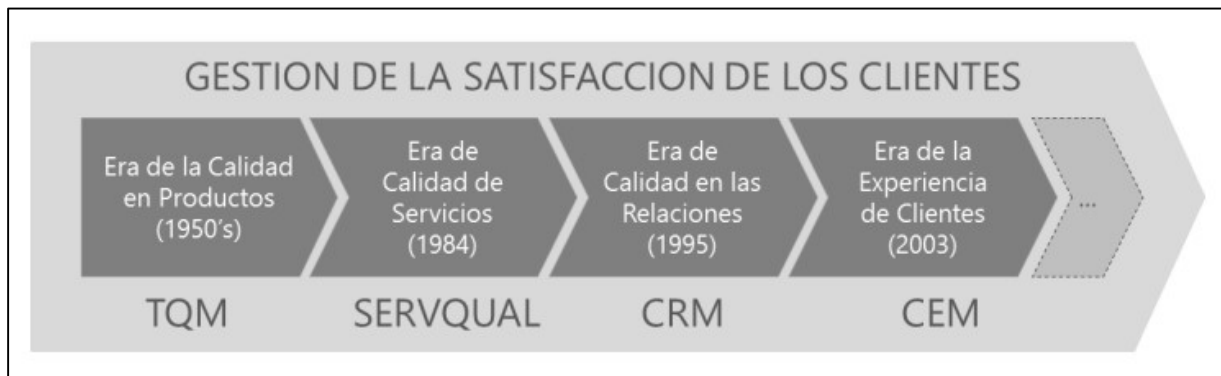 GESTION DE LA SATISFACCION DE LOS CLIENTES
Era de la Calidad
en Productos
(1950´s)
Era de
Calidad de
Servicios
(1984)
Era de
Calidad en las
Relaciones
(1995)
Era de la
Experiencia
de Clientes
(2003)
...
TQM
SERVQUAL
CRM
CEM